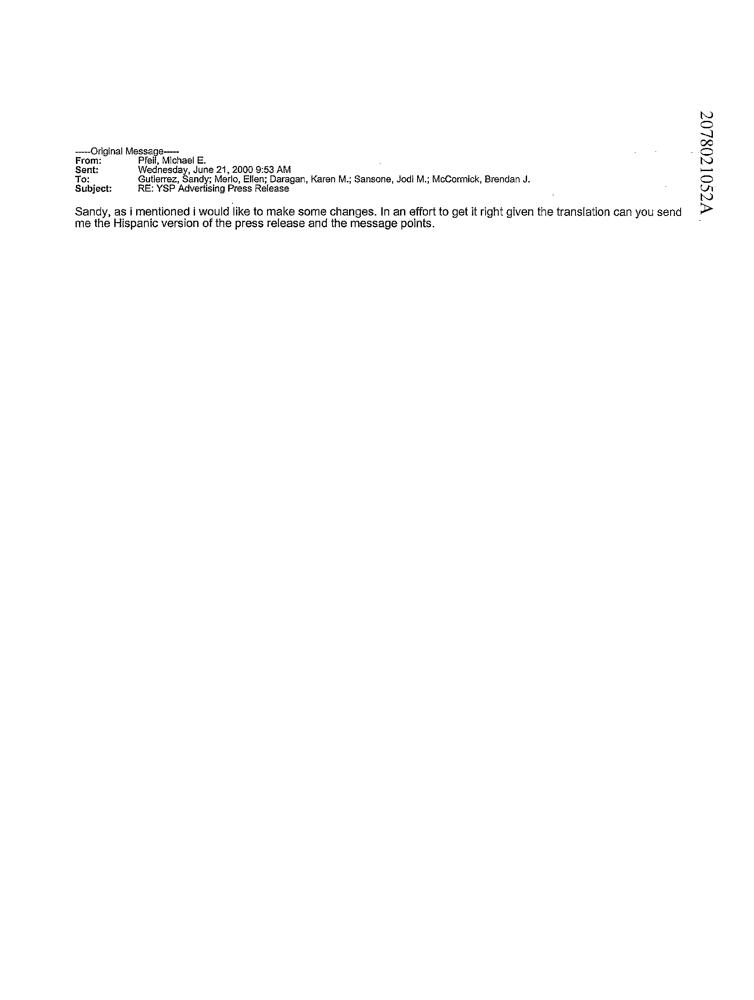 -----Original Message-----
From: Pfeil, Michael E.
Sent: Wednesday, June 21, 2000 9:53 AM
To: Gutierrez, Sandy; Merlo, Ellen; Daragan, Karen M.; Sansone, Jodi M.; McCormick, Brendan J.
Subject: RE: YSP Advertising Press Release
Sandy, as i mentioned i would like to make some changes. In an effort to get it right given the translation can you send
me the Hispanic version of the press release and the message points.
2078021052A